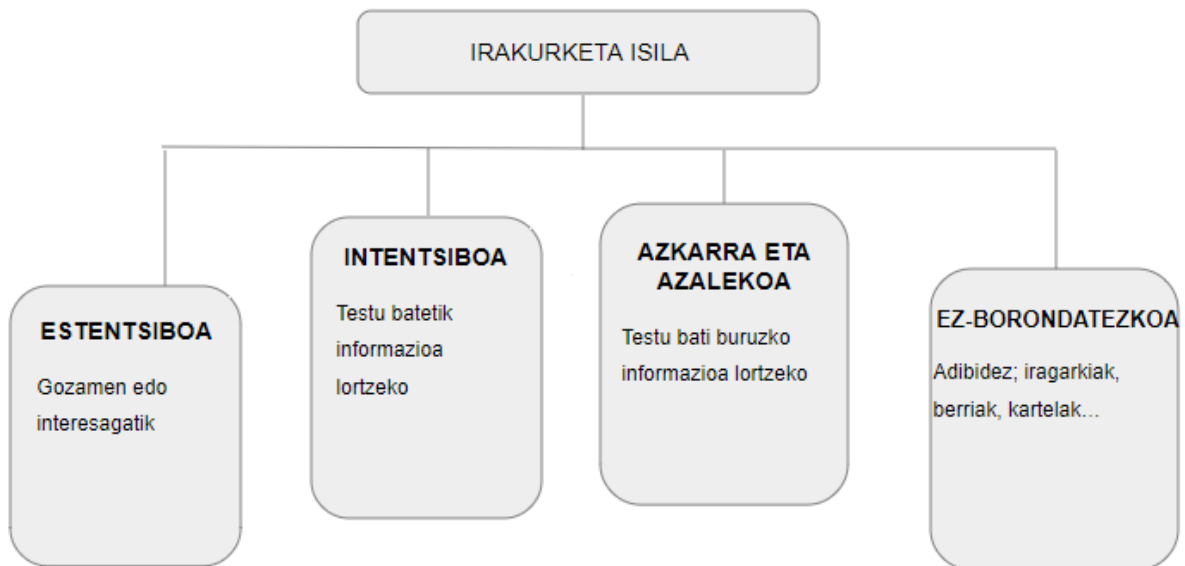 IRAKURKETA ISILA
ESTENTSIBOA
Gozamen edo
interesagatik
INTENTSIBOA
Testu batetik
informazioa
lortzeko
AZKARRA ETA
AZALEKOA
Testu bati buruzko
informazioa lortzeko
EZ-BORONDATEZKOA
Adibidez; iragarkiak,
berriak, kartelak...